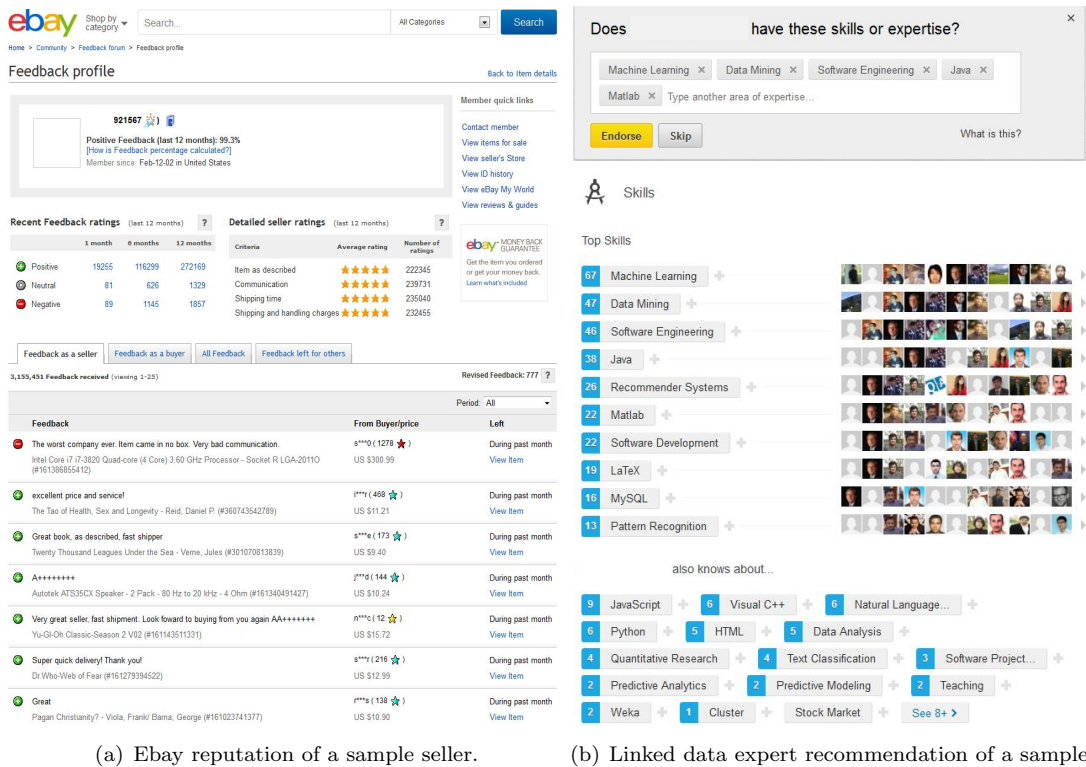 ebay Shop by category Search... All Categories Search
Home > Community > Feedback forum > Feedback profile
Feedback profile
Back to Item details
921567 )
Positive Feedback (last 12 months): 99.3%
[How is Feedback percentage calculated?]
Member since: Feb-12-02 in United States
Member quick links
Contact member
View items for sale
View seller's Store
View ID history
View eBay My World
View reviews & guides
Recent Feedback ratings (last 12 months) ?
1 month 6 months 12 months
Positive 19255 116299 272169
Neutral 81 626 1329
Negative 89 1145 1857
Detailed seller ratings (last 12 months) ?
Criteria Average rating Number of ratings
Item as described 222345
Communication 239731
Shipping time 235040
Shipping and handling charges 232455
ebay MONEY BACK GUARANTEE
Get the item you ordered
or get your money back.
Learn what's included
Feedback as a seller Feedback as a buyer All Feedback Feedback left for others
3,155,451 Feedback received (viewing 1-25) Revised Feedback: 777 ?
Period: All
Feedback From Buyer/price Left
The worst company ever. Item came in no box. Very bad communication. s***0 ( 1278 ) During past month
Intel Core i7 i7-3820 Quad-core (4 Core) 3.60 GHz Processor - Socket R LGA-2011O US $300.99 View Item
(#161386855412)
excellent price and service! i***r ( 468 ) During past month
The Tao of Health, Sex and Longevity - Reid, Daniel P. (#360743542789) US $11.21 View Item
Great book, as described, fast shipper s***e ( 173 ) During past month
Twenty Thousand Leagues Under the Sea - Verne, Jules (#301070813839) US $9.40 View Item
A++++++++ j***d ( 144 ) During past month
Autotek ATS35CX Speaker - 2 Pack - 80 Hz to 20 kHz - 4 Ohm (#161340491427) US $10.24 View Item
Very great seller, fast shipment. Look foward to buying from you again AA+++++++ n***c ( 12 ) During past month
Yu-GI-Oh Classic-Season 2 V02 (#161143511331) US $15.72 View Item
Super quick delivery! Thank you! s***r ( 216 ) During past month
Dr.Who-Web of Fear (#161279394522) US $12.99 View Item
Great r***s ( 138 ) During past month
Pagan Christianity? - Viola, Frank/ Barna, George (#161023741377) US $10.90 View Item
(a) Ebay reputation of a sample seller.
Does have these skills or expertise? ×
Machine Learning × Data Mining × Software Engineering × Java ×
Matlab × Type another area of expertise...
Endorse Skip What is this?
Skills
Top Skills
67 Machine Learning +
47 Data Mining +
46 Software Engineering +
38 Java +
26 Recommender Systems +
22 Matlab +
22 Software Development +
19 LaTeX +
16 MySQL +
13 Pattern Recognition +
also knows about...
9 JavaScript + 6 Visual C++ + 6 Natural Language... +
6 Python + 5 HTML + 5 Data Analysis +
4 Quantitative Research + 4 Text Classification + 3 Software Project... +
2 Predictive Analytics + 2 Predictive Modeling + 2 Teaching +
2 Weka + 1 Cluster + Stock Market + See 8+ >
(b) Linked data expert recommendation of a sample